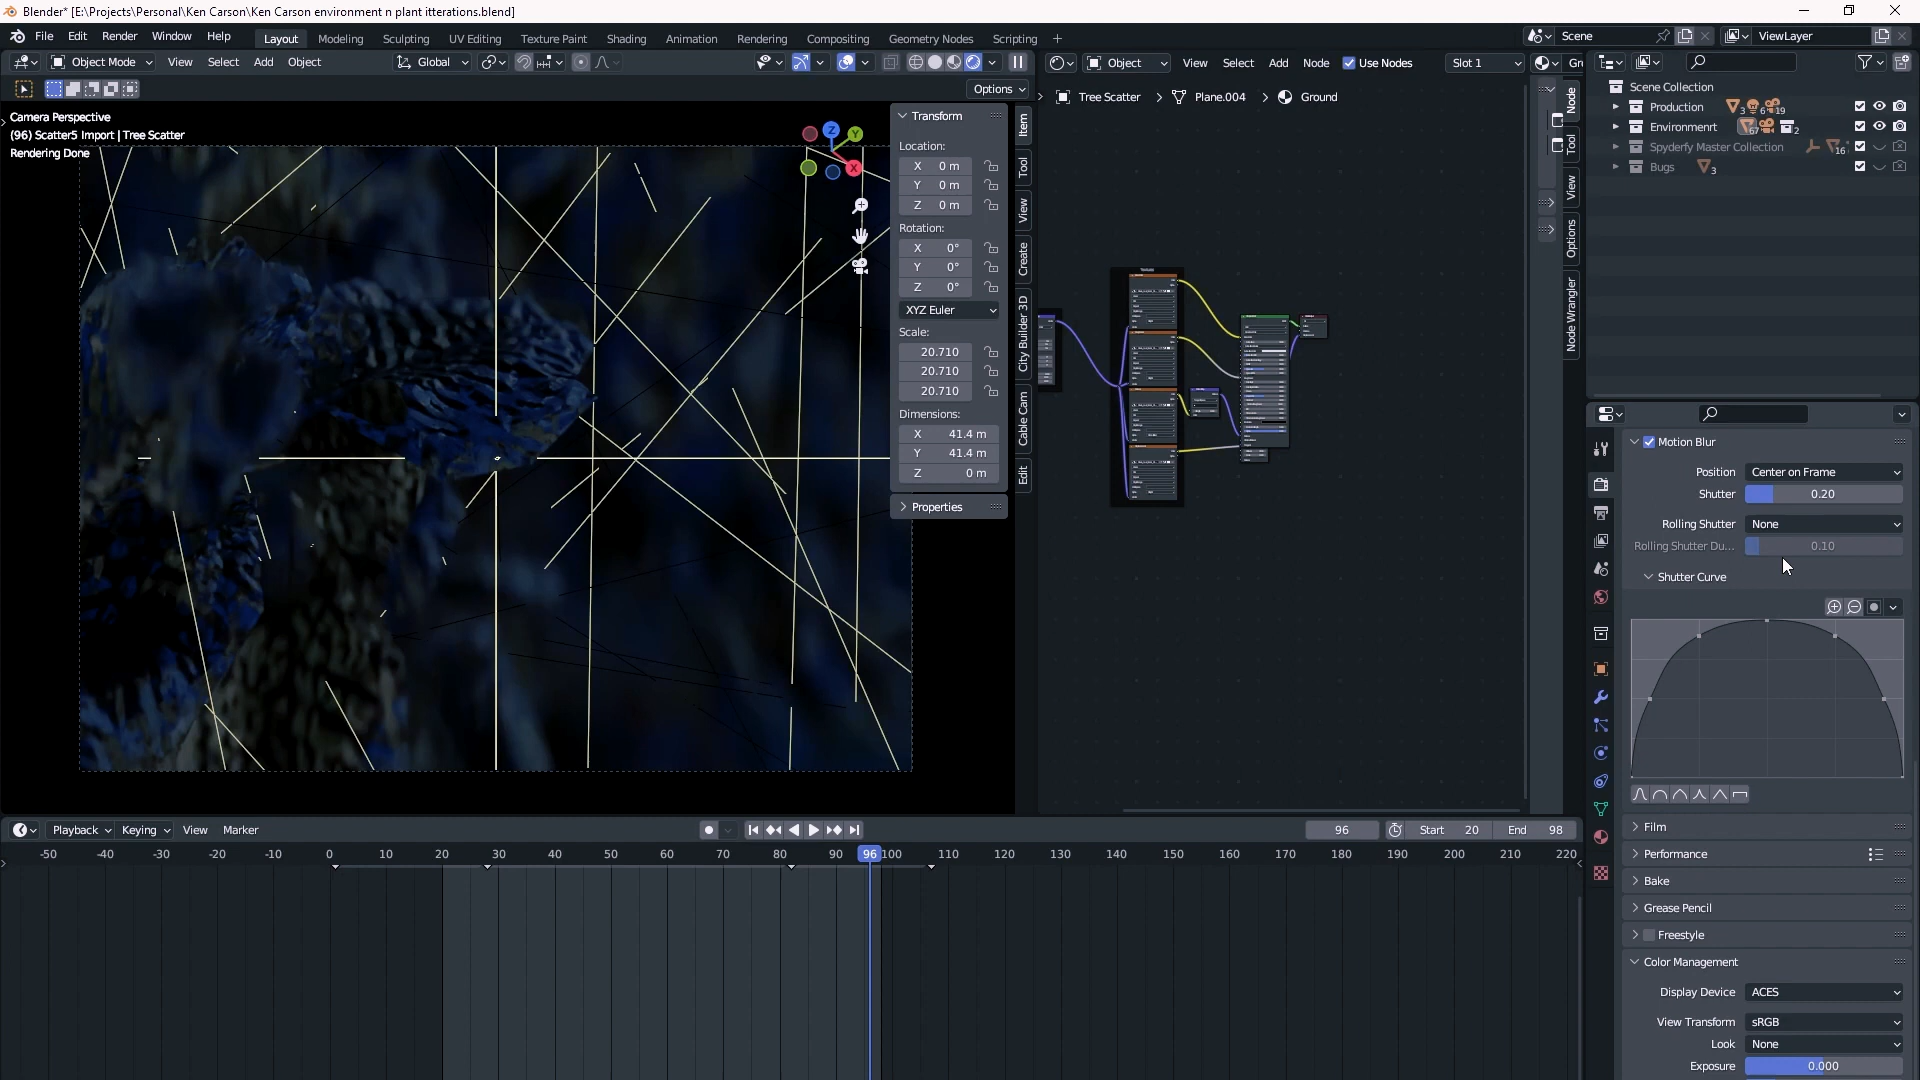 Blender* [E:\Projects\Personal\Ken Carson\Ken Carson environment n plant itterations.blend]
File Edit Render Window Help Layout Modeling Sculpting UV Editing Texture Paint Shading Animation Rendering Compositing Geometry Nodes Scripting + Scene ViewLayer
Object Mode View Select Add Object Global Object View Select Add Node Use Nodes Slot 1 Gr
Options
Tree Scatter > Plane.004 > Ground
Camera Perspective
(96) Scatter5 Import | Tree Scatter
Rendering Done
Z Y X
Transform
Location:
X 0 m
Y 0 m
Z 0 m
Rotation:
X 0°
Y 0°
Z 0°
XYZ Euler
Scale:
20.710
20.710
20.710
Dimensions:
X 41.4 m
Y 41.4 m
Z 0 m
Properties
Item
Tool
View
Create
City Builder 3D
Cable Cam
Edit
Node
Tool
View
Options
Node Wrangler
Scene Collection
Production 3 6 19
Environmenrt 67 2
Spyderfy Master Collection 16
Bugs 3
Motion Blur
Position Center on Frame
Shutter 0.20
Rolling Shutter None
Rolling Shutter Du... 0.10
Shutter Curve
Film
Performance
Bake
Grease Pencil
Freestyle
Color Management
Display Device ACES
View Transform sRGB
Look None
Exposure 0.000
Playback Keying View Marker 96 Start 20 End 98
-50 -40 -30 -20 -10 0 10 20 30 40 50 60 70 80 90 96 100 110 120 130 140 150 160 170 180 190 200 210 220